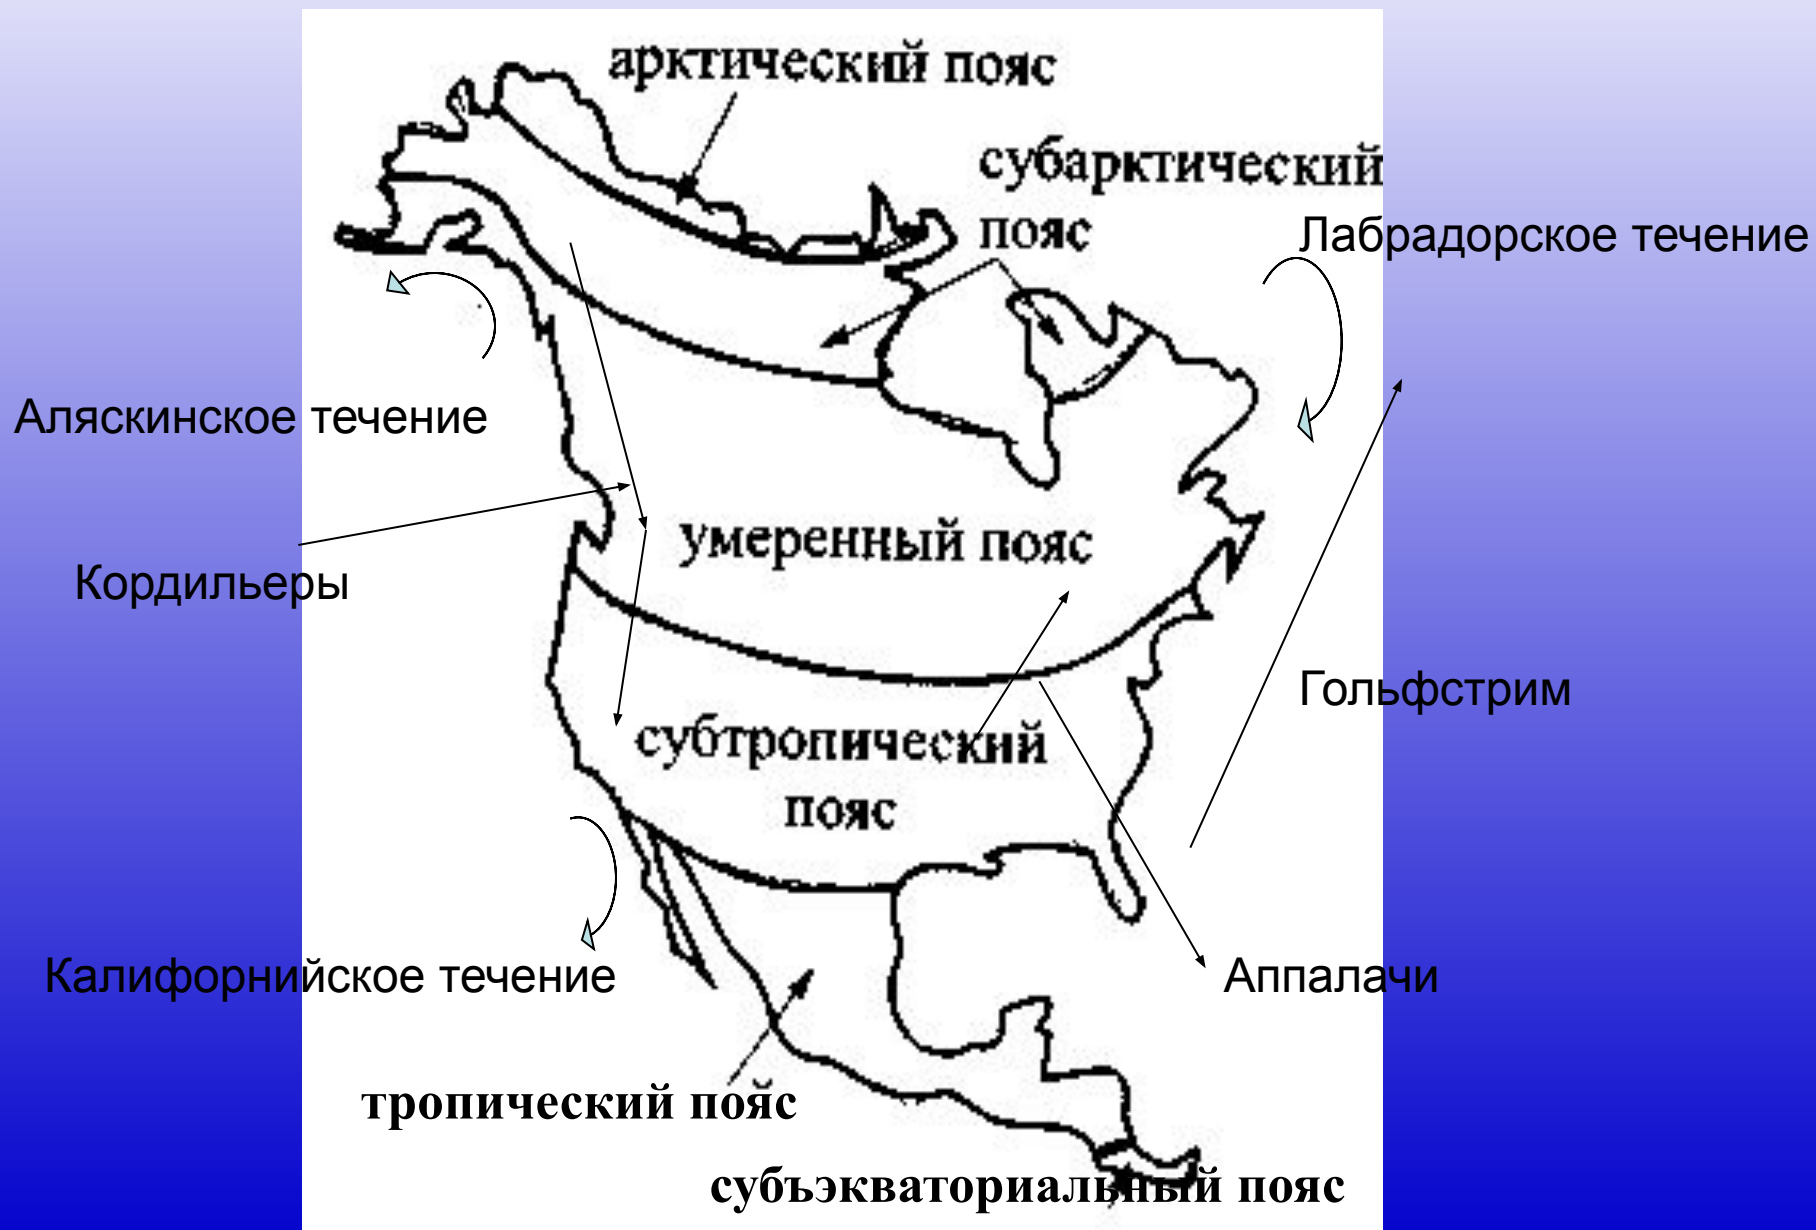 арктический пояс
субарктический
пояс
Лабрадорское течение
Аляскинское течение
умеренный пояс
Кордильеры
Гольфстрим
субтропический
пояс
Калифорнийское течение
Аппалачи
тропический пояс
субъэкваториальный пояс